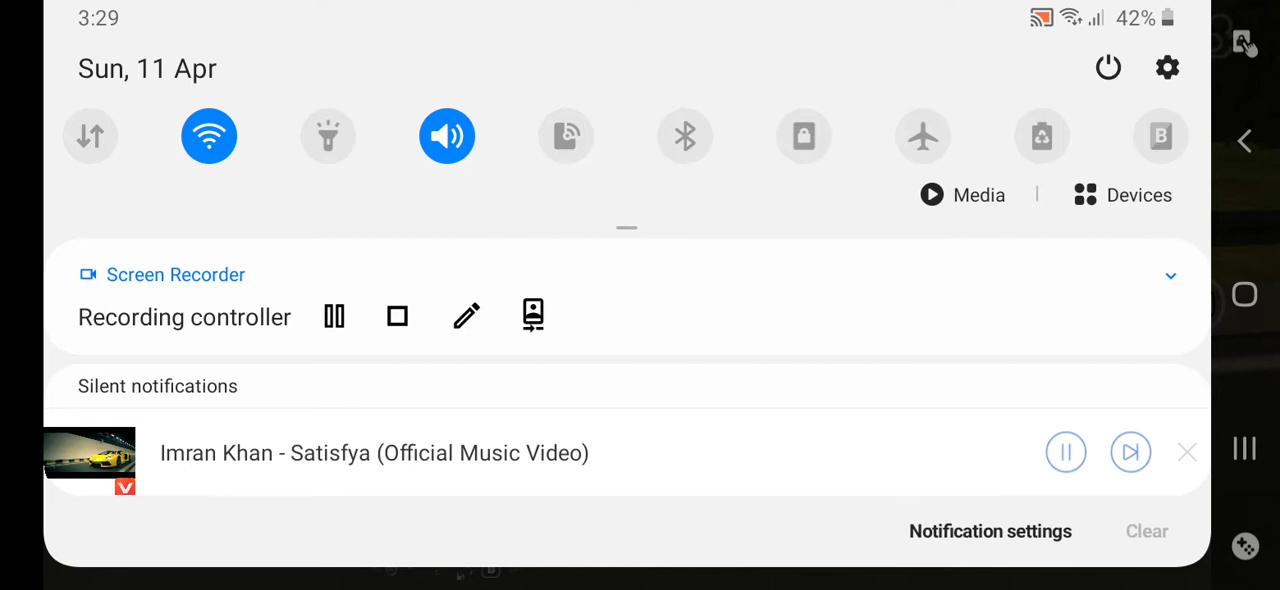 3:29
42%
Sun, 11 Apr
B
Media | Devices
Screen Recorder
Recording controller
Silent notifications
Imran Khan - Satisfya (Official Music Video)
V
Notification settings Clear